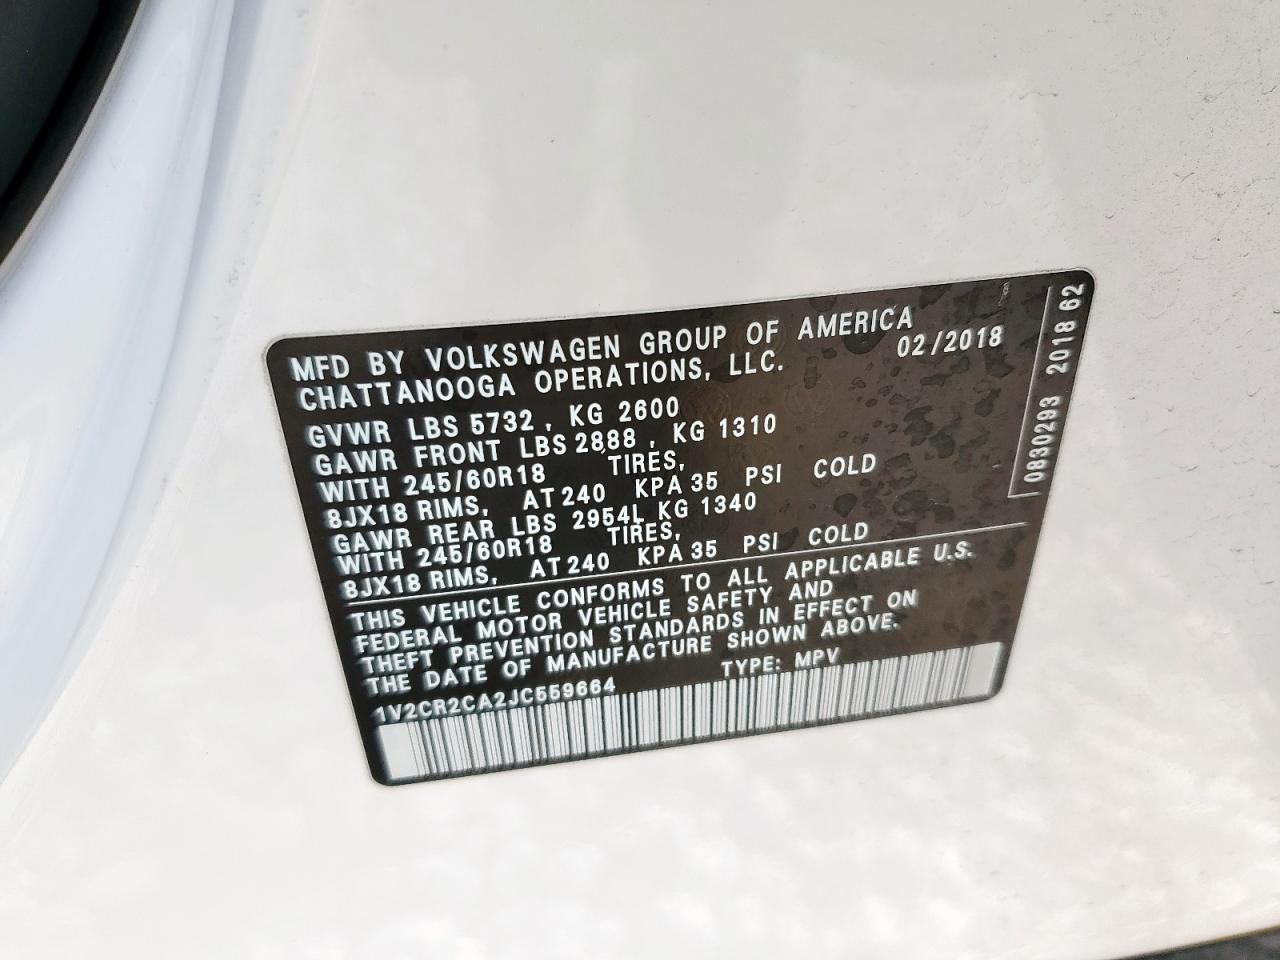 MFD BY VOLKSWAGEN GROUP OF AMERICA
CHATTANOOGA OPERATIONS, LLC. 02/2018
GVWR LBS 5732 , KG 2600
GAWR FRONT LBS 2888 , KG 1310
WITH 245/60R18 TIRES,
8JX18 RIMS, AT 240 KPA 35 PSI COLD
GAWR REAR LBS 2954L KG 1340
WITH 245/60R18 TIRES,
8JX18 RIMS, AT 240 KPA 35 PSI COLD
THIS VEHICLE CONFORMS TO ALL APPLICABLE U.S.
FEDERAL MOTOR VEHICLE SAFETY AND
THEFT PREVENTION STANDARDS IN EFFECT ON
THE DATE OF MANUFACTURE SHOWN ABOVE.
1V2CR2CA2JC559664 TYPE: MPV
0830293 2018 62